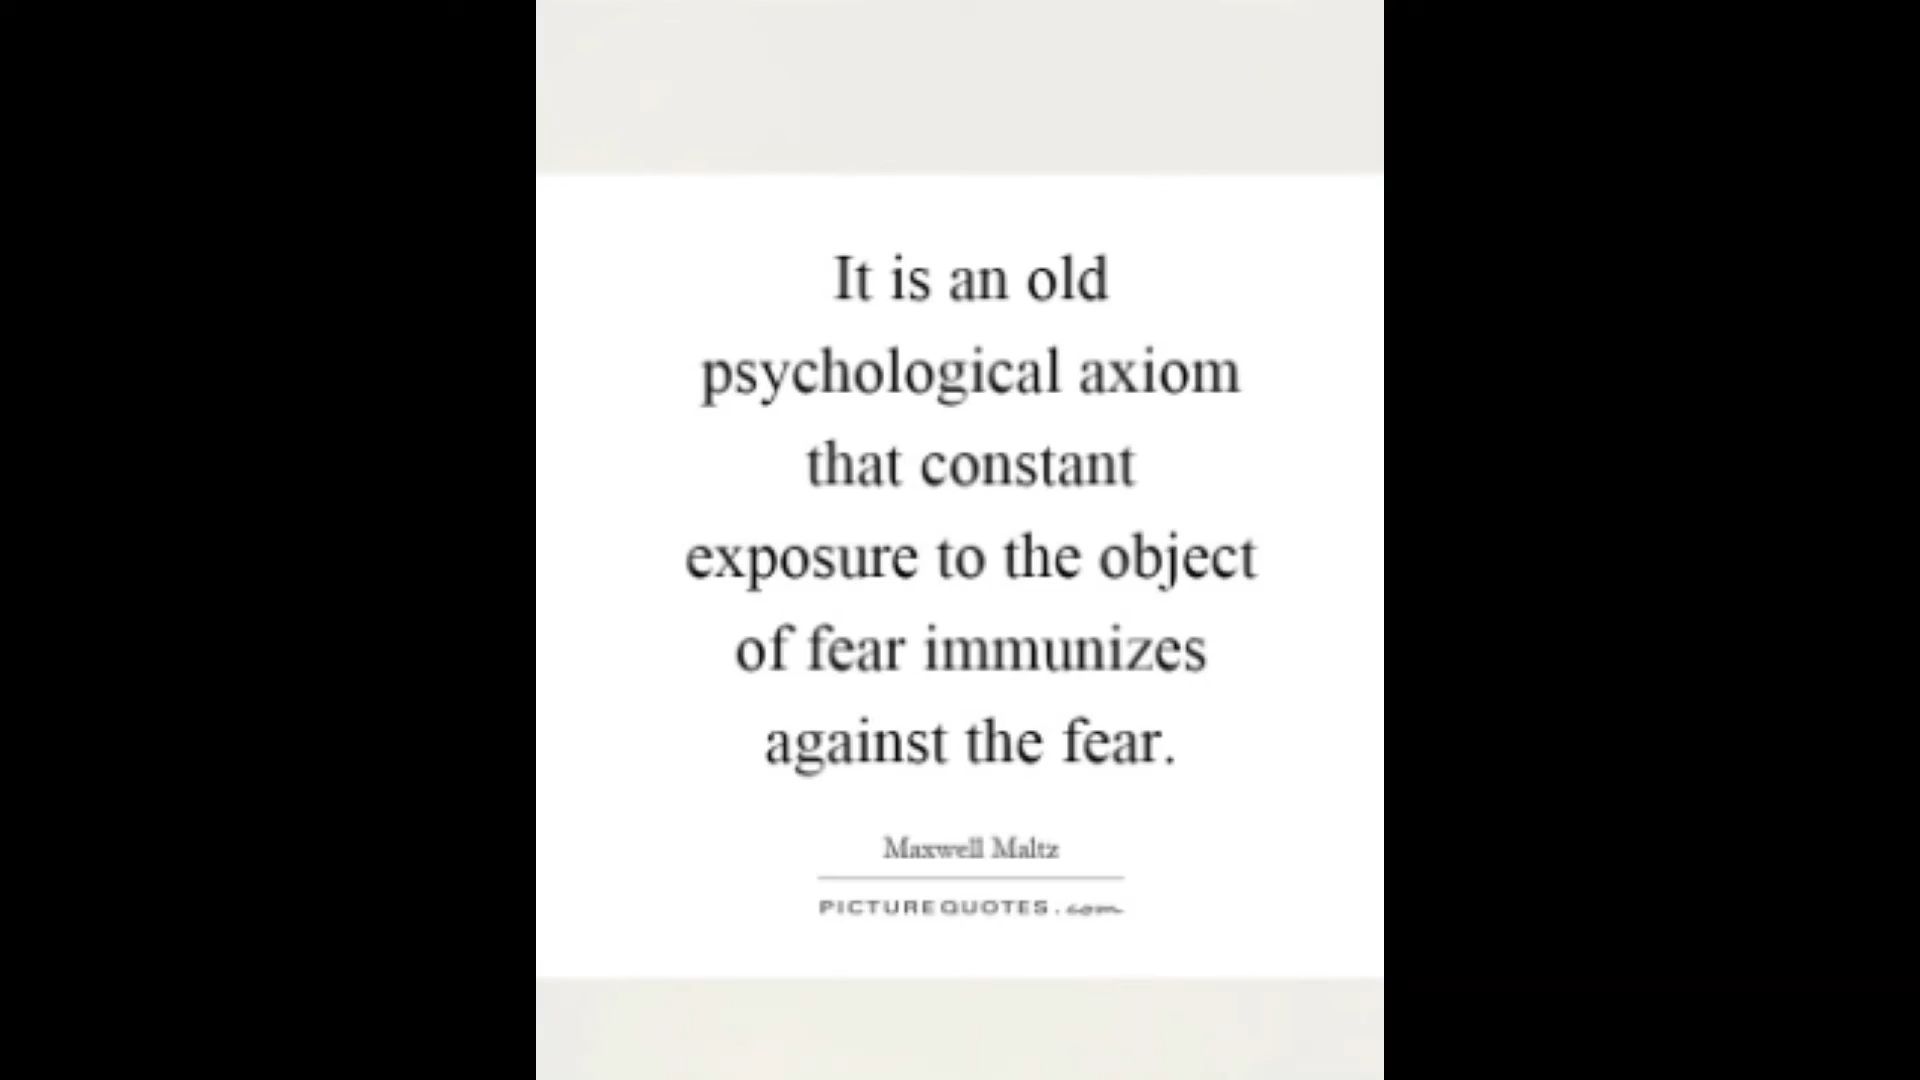 It is an old
psychological axiom
that constant
exposure to the object
of fear immunizes
against the fear.
Maxwell Maltz
PICTUREQUOTES.com